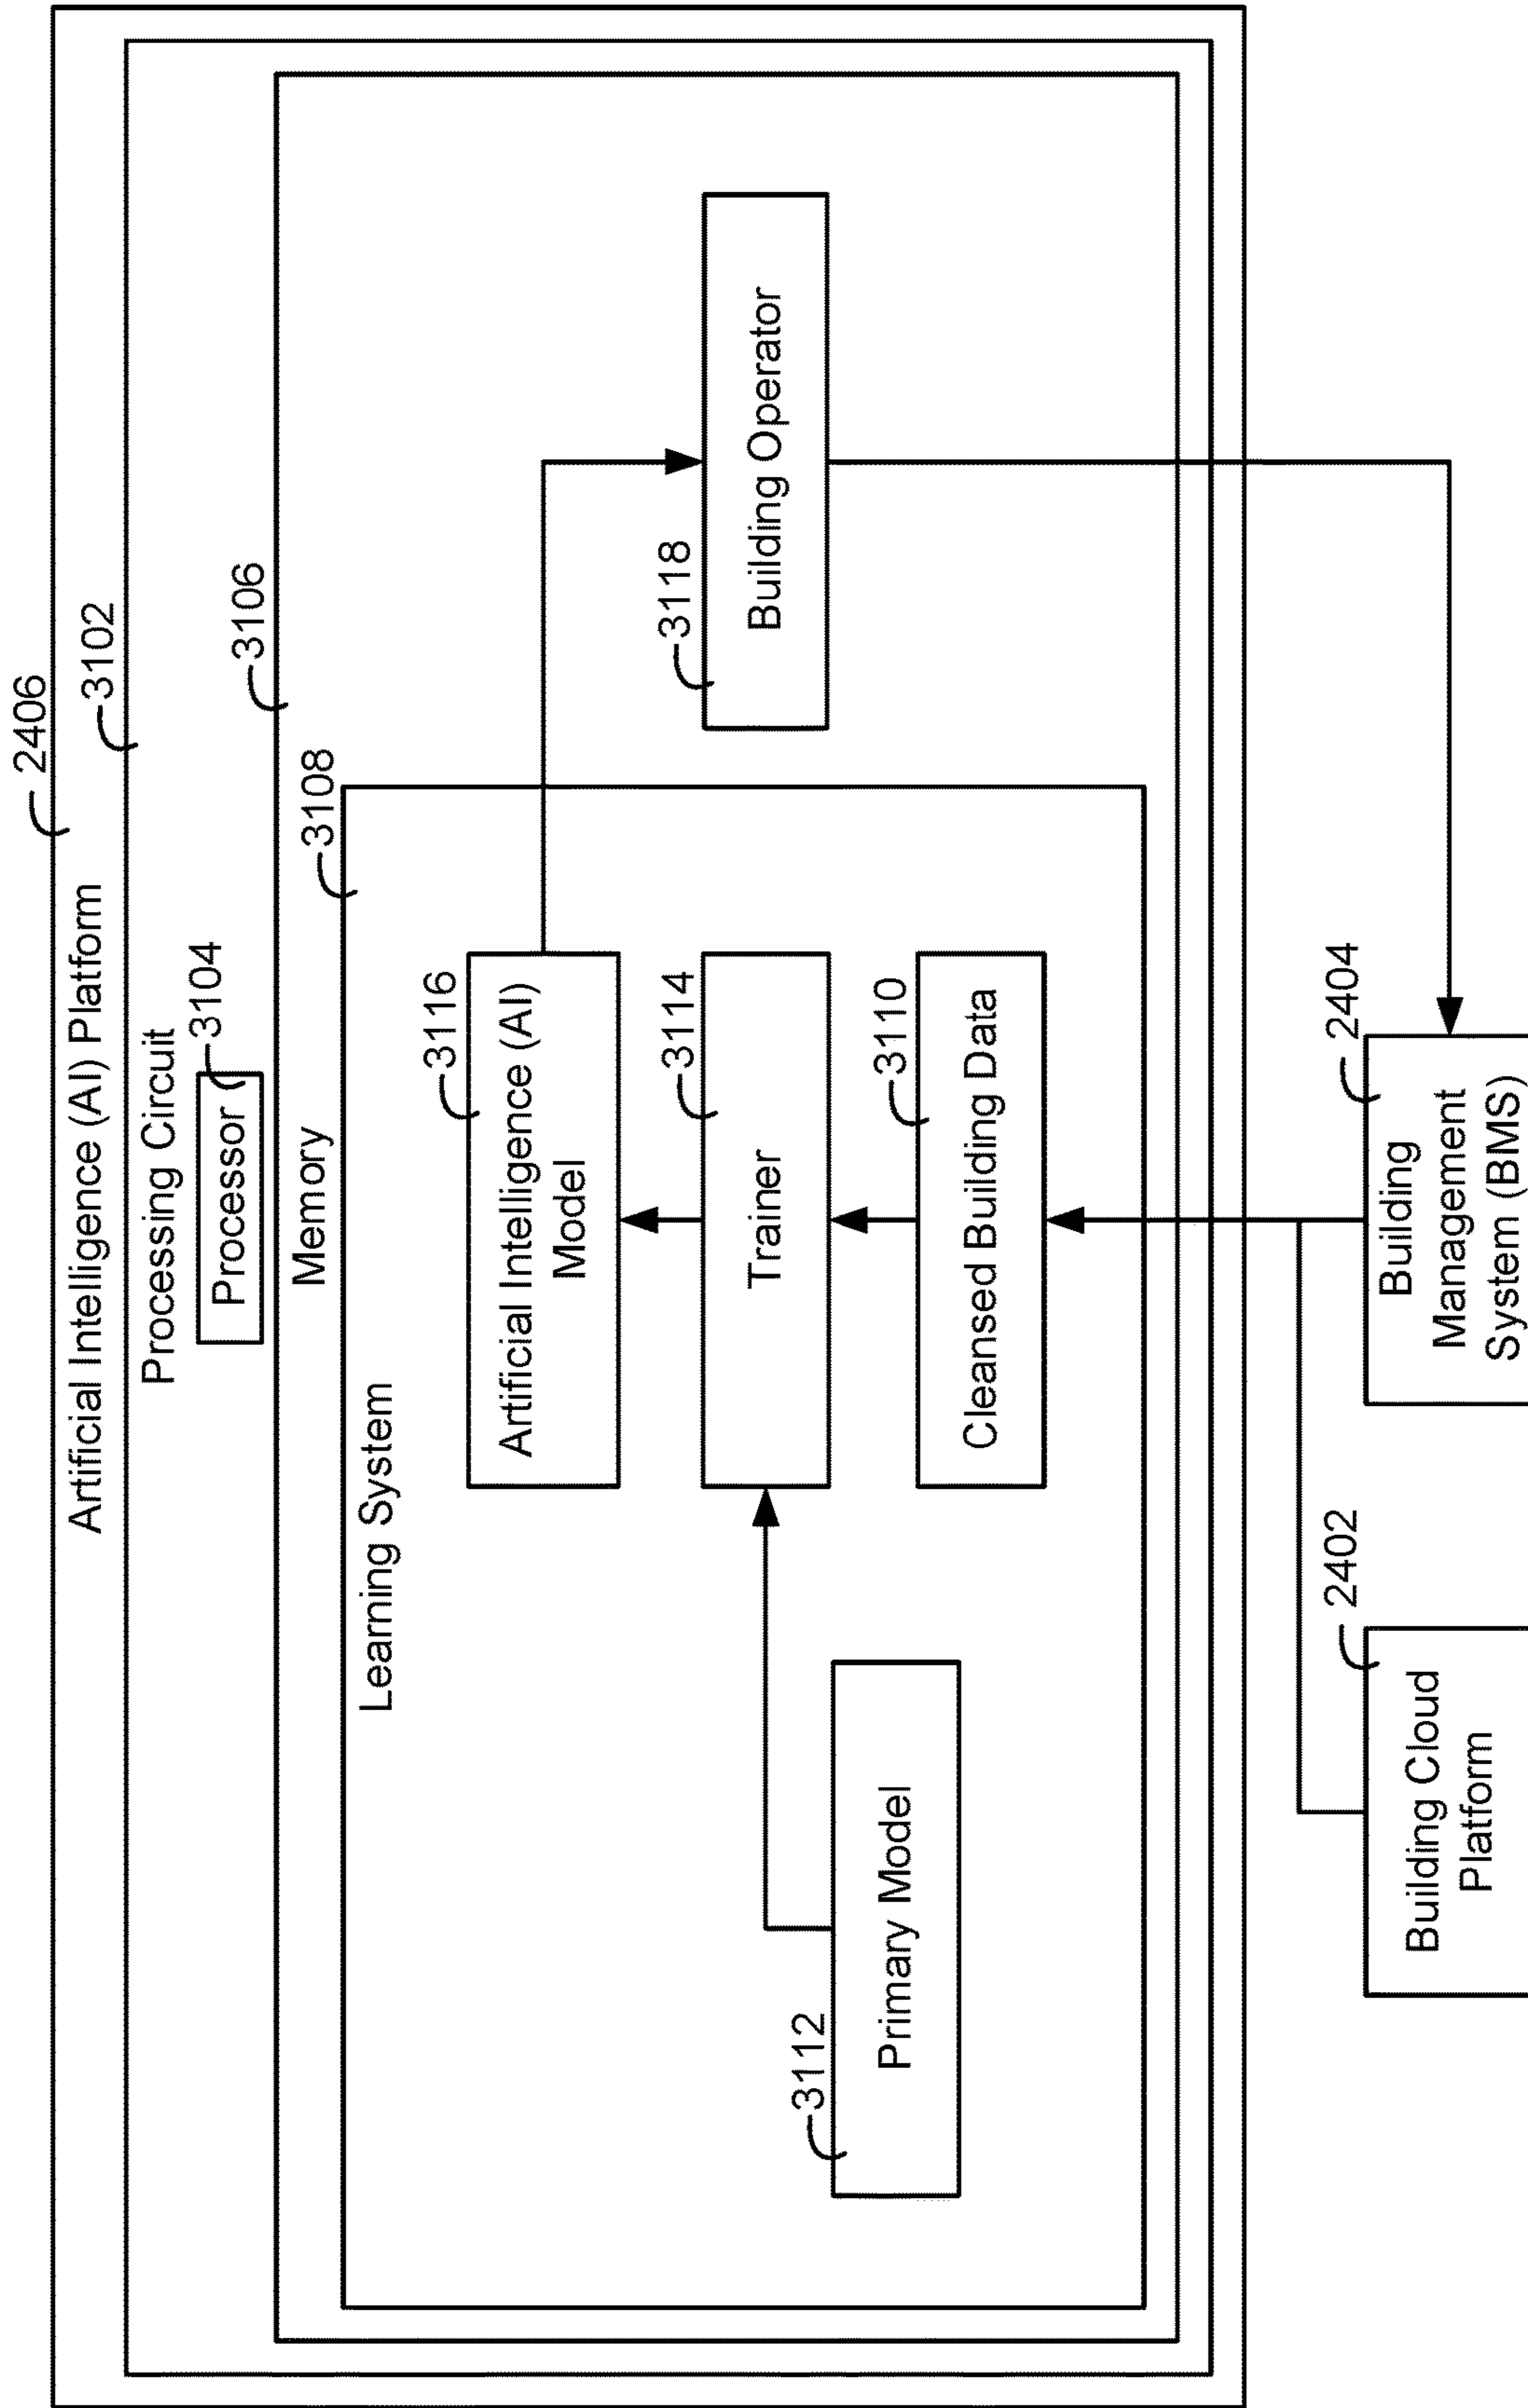 2406
Artificial Intelligence (AI) Platform
3102
Processing Circuit
3104
Processor
3106
Memory
3108
Learning System
3116
Artificial Intelligence (AI)
Model
3114
Trainer
3118
Building Operator
3112
Primary Model
3110
Cleansed Building Data
2402
Building Cloud
Platform
2404
Building
Management
System (BMS)